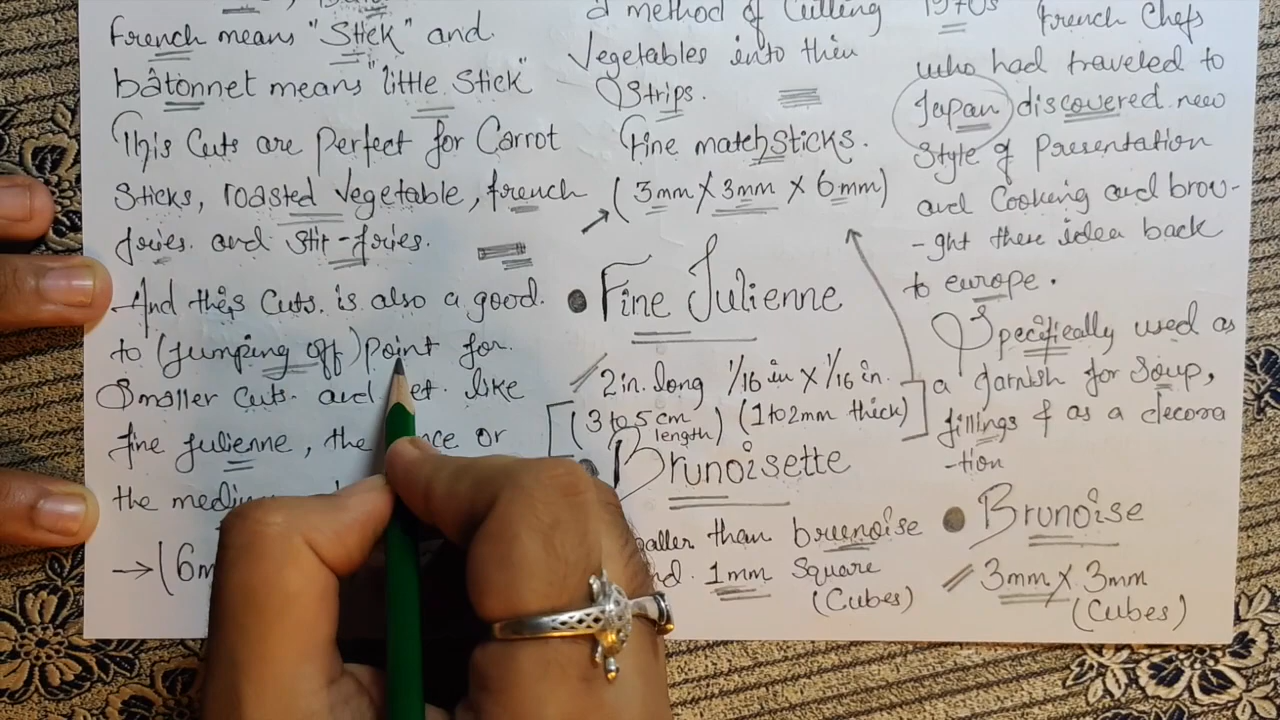 French means "Stick" and
bâtonnet means "little Stick"
This Cuts are perfect for Carrot
Sticks, roasted Vegetable, french
fries. and Stir-fries.
And this Cuts. is also a good.
to (Jumping off) point for.
Smaller Cuts. and like
fine julienne, the or
the
→ (6m
a method of Cutting
Vegetables into thin
Strips.
Fine matchsticks.
(3mm X 3mm X 6mm)
• Fine Julienne
2in. long 1/16 in X 1/16 in.
(3 to 5 cm length) (1 to 2mm thick)
Brunoisette
than brunoise
1mm Square
(Cubes)
1970s french Chefs
who had traveled to
Japan discovered new
Style of Presentation
and Cooking and brou-
-ght these idea back
to europe.
Specifically used as
a garnish for Soup,
fillings & as a decora
-tion
• Brunoise
3mm X 3mm
(Cubes)